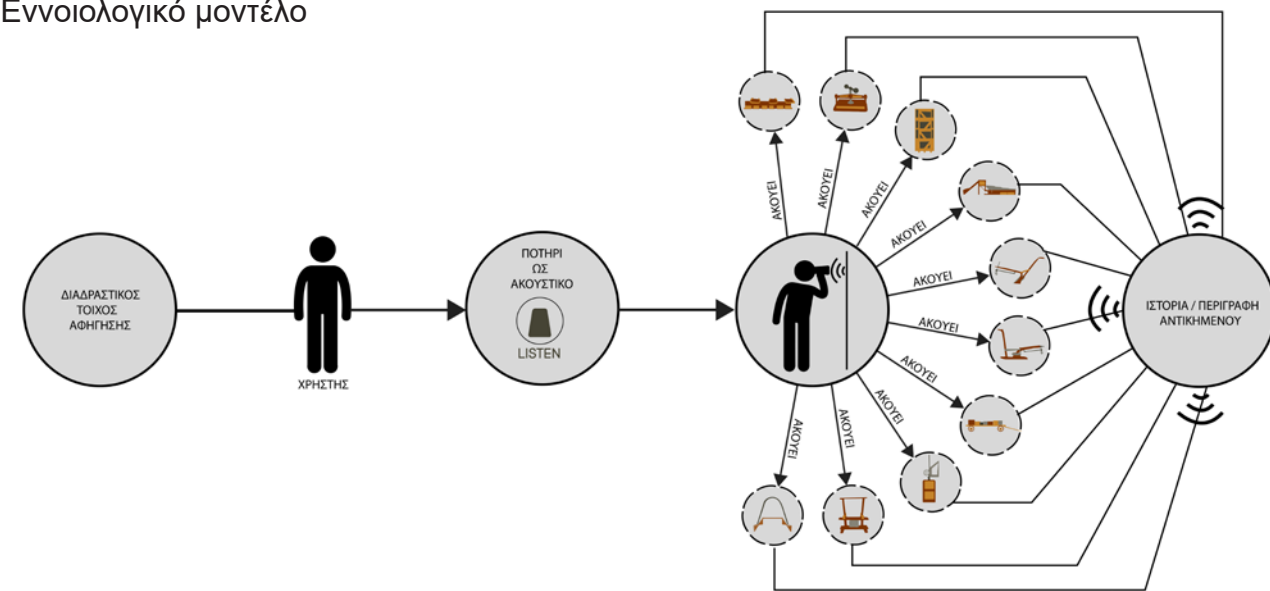 Εννοιολογικό μοντέλο
ΔΙΑΔΡΑΣΤΙΚΟΣ
ΤΟΙΧΟΣ
ΑΦΗΓΗΣΗΣ
ΧΡΗΣΤΗΣ
ΠΟΤΗΡΙ
ΩΣ
ΑΚΟΥΣΤΙΚΟ
LISTEN
ΑΚΟΥΕΙ
ΑΚΟΥΕΙ
ΑΚΟΥΕΙ
ΑΚΟΥΕΙ
ΑΚΟΥΕΙ
ΑΚΟΥΕΙ
ΑΚΟΥΕΙ
ΑΚΟΥΕΙ
ΑΚΟΥΕΙ
ΑΚΟΥΕΙ
ΙΣΤΟΡΙΑ / ΠΕΡΙΓΡΑΦΗ
ΑΝΤΙΚΗΜΕΝΟΥ